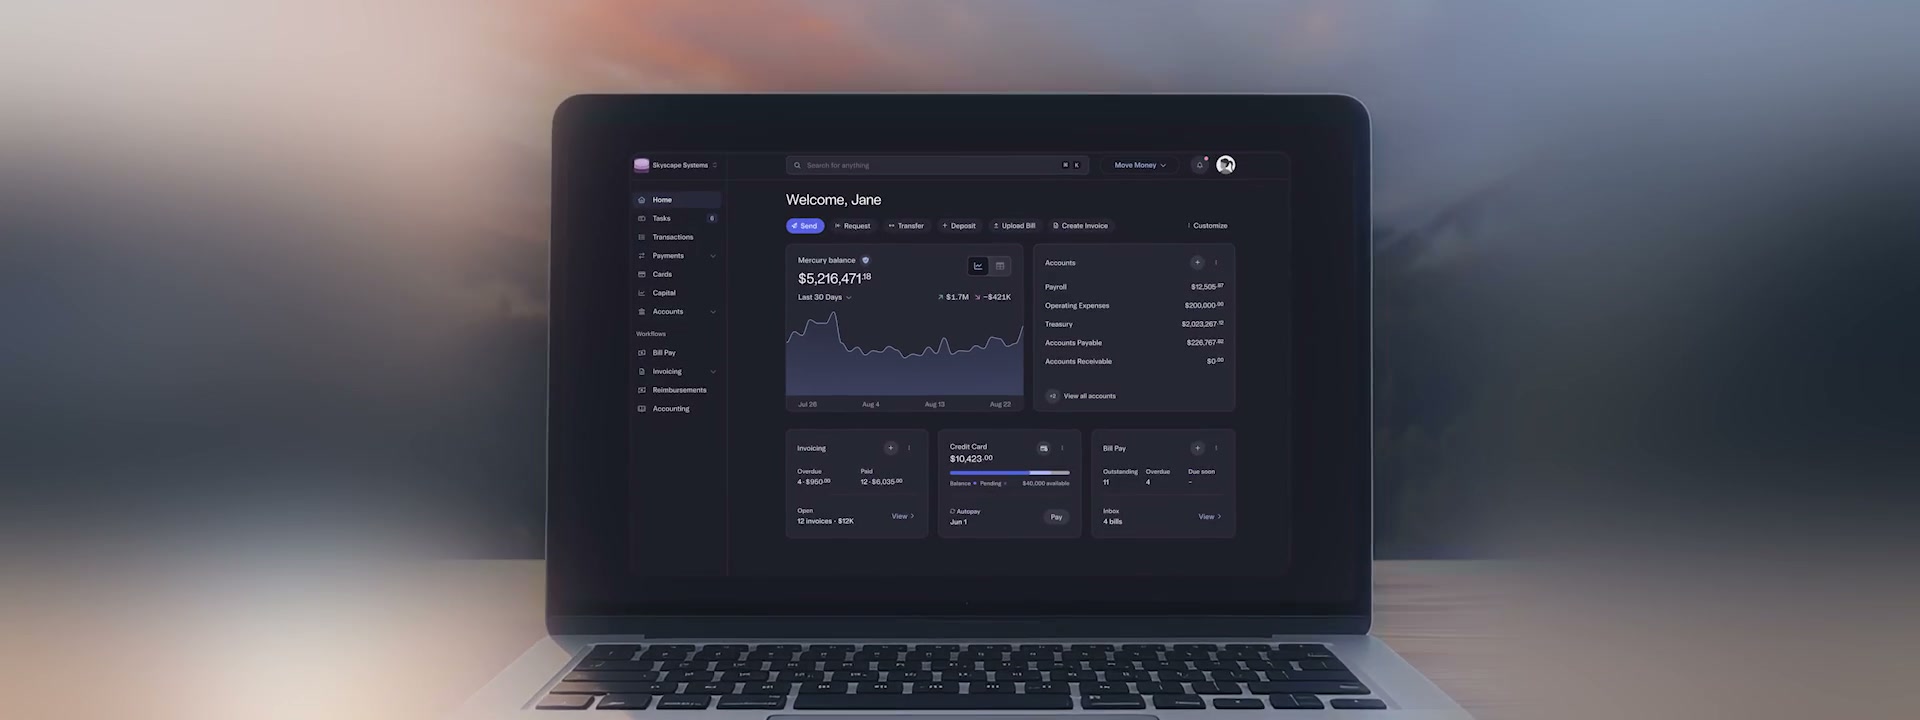 Skyscape Systems
Search for anything
⌘ K
Move Money
Home
Tasks 6
Transactions
Payments
Cards
Capital
Accounts
Workflows
Bill Pay
Invoicing
Reimbursements
Accounting
Welcome, Jane
Send Request Transfer Deposit Upload Bill Create Invoice Customize
Mercury balance
$5,216,471.18
Last 30 Days $1.7M −$421K
Jul 28 Aug 4 Aug 13 Aug 22
Accounts
Payroll $12,505.87
Operating Expenses $200,000.00
Treasury $2,023,267.12
Accounts Payable $226,767.82
Accounts Receivable $0.00
+2 View all accounts
Invoicing
Overdue Paid
4 · $950.00 12 · $6,035.00
Open
12 invoices · $12K View
Credit Card
$10,423.00
Balance Pending $40,000 available
Autopay
Jun 1 Pay
Bill Pay
Outstanding Overdue Due soon
11 4 –
Inbox
4 bills View